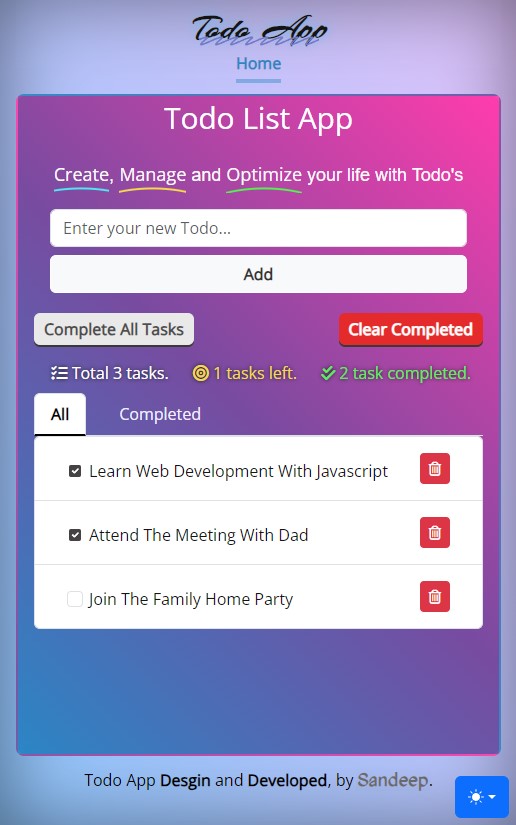 Todo App
Home
Todo List App
Create, Manage and Optimize your life with Todo's
Enter your new Todo...
Add
Complete All Tasks
Clear Completed
Total 3 tasks. 1 tasks left. 2 task completed.
All Completed
Learn Web Development With Javascript
Attend The Meeting With Dad
Join The Family Home Party
Todo App Desgin and Developed, by Sandeep.